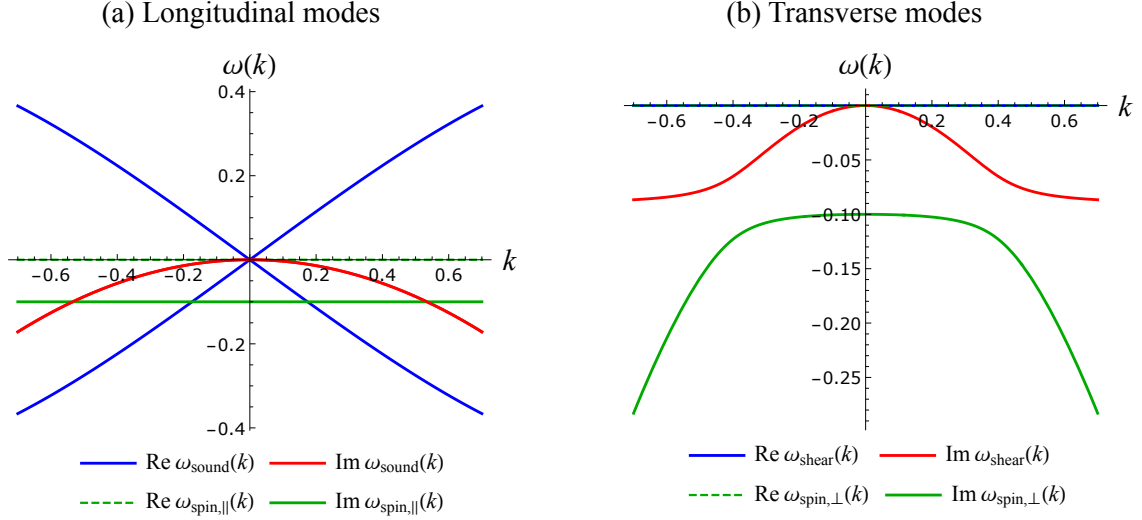 (a) Longitudinal modes
ω(k)
0.4
0.2
−0.6 −0.4 −0.2 0.2 0.4 0.6 k
−0.2
−0.4
Re ω_sound(k) Im ω_sound(k)
Re ω_spin,||(k) Im ω_spin,||(k)
(b) Transverse modes
ω(k)
−0.6 −0.4 −0.2 0.2 0.4 0.6 k
−0.05
−0.10
−0.15
−0.20
−0.25
Re ω_shear(k) Im ω_shear(k)
Re ω_spin,⊥(k) Im ω_spin,⊥(k)